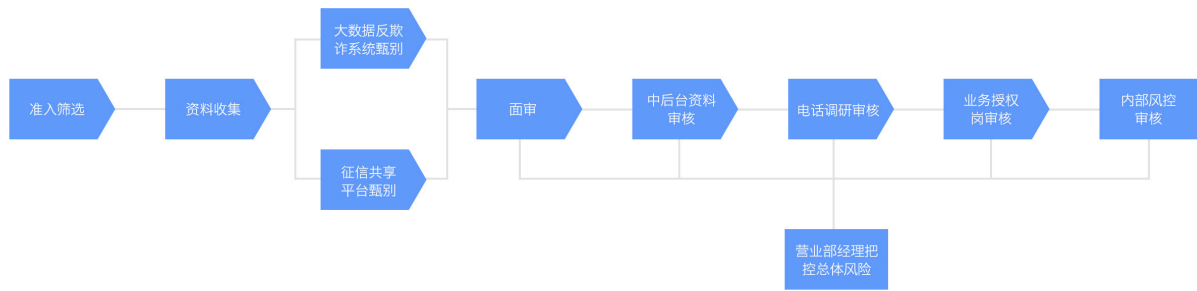 准入筛选
资料收集
大数据反欺
诈系统甄别
征信共享
平台甄别
面审
中后台资料
审核
电话调研审核
业务授权
岗审核
内部风控
审核
营业部经理把
控总体风险